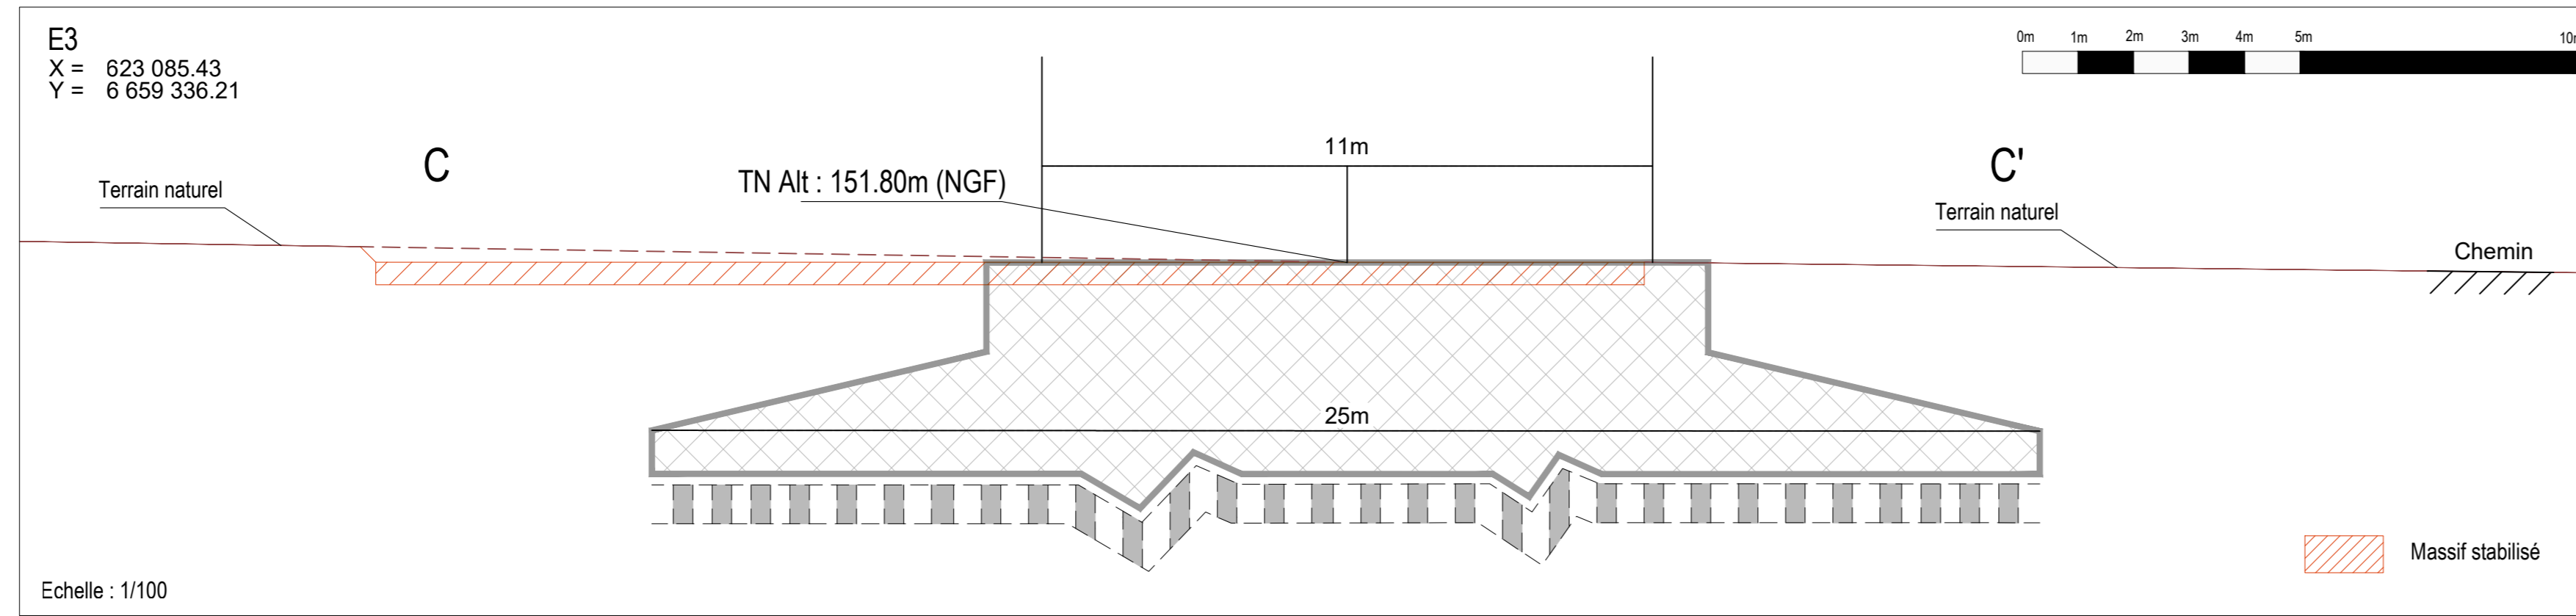 E3
X = 623 085.43
Y = 6 659 336.21
0m 1m 2m 3m 4m 5m 10m
C
C'
11m
TN Alt : 151.80m (NGF)
Terrain naturel
Terrain naturel
Chemin
25m
Massif stabilisé
Echelle : 1/100